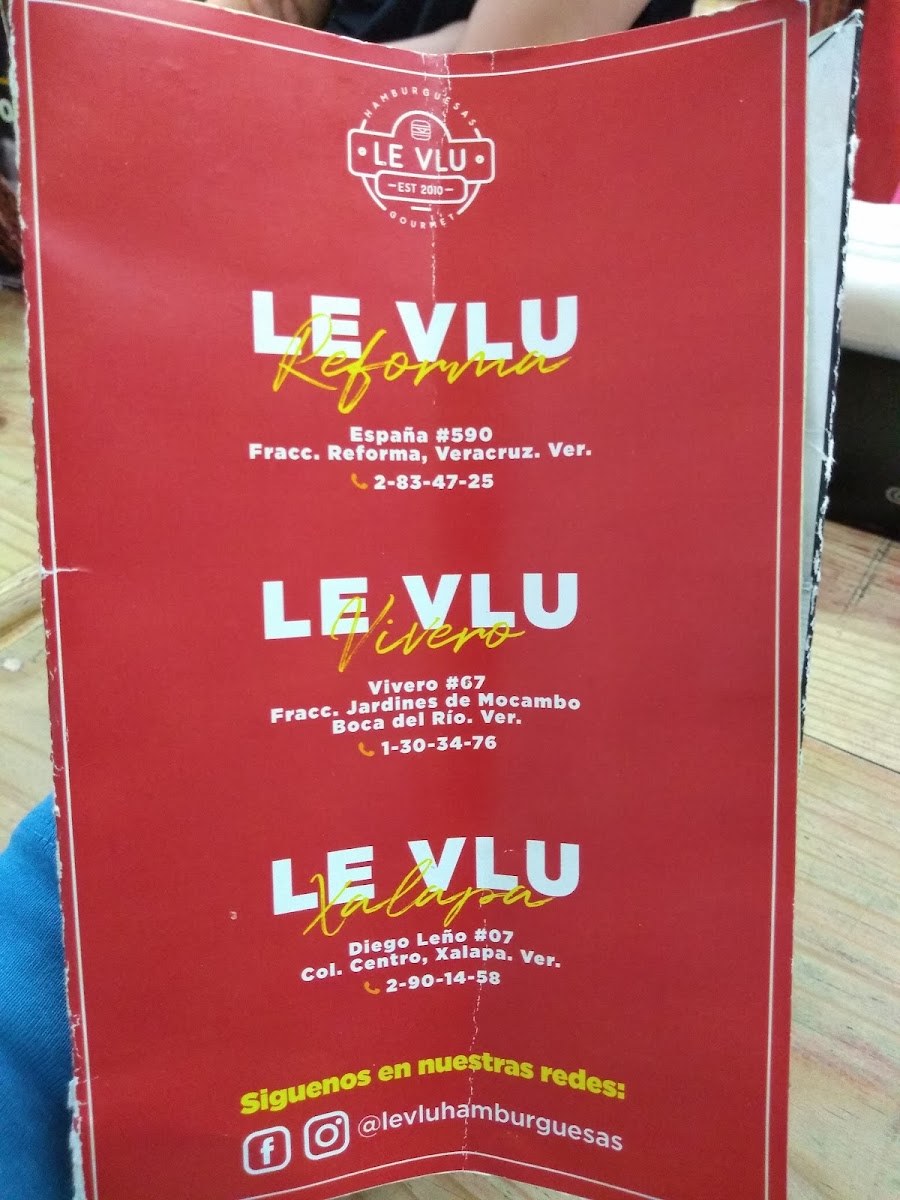 HAMBURGUESAS
LE VLU
EST 2010
GOURMET
LE VLU
Reforma
España #590
Fracc. Reforma, Veracruz. Ver.
2-83-47-25
LE VLU
Vivero
Vivero #67
Fracc. Jardines de Mocambo
Boca del Río. Ver.
1-30-34-76
LE VLU
Xalapa
Diego Leño #07
Col. Centro, Xalapa. Ver.
2-90-14-58
Siguenos en nuestras redes:
f @levluhamburguesas